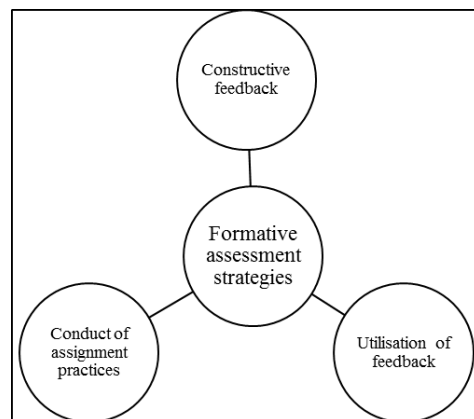 Constructive
feedback
Formative
assessment
strategies
Conduct of
assignment
practices
Utilisation of
feedback